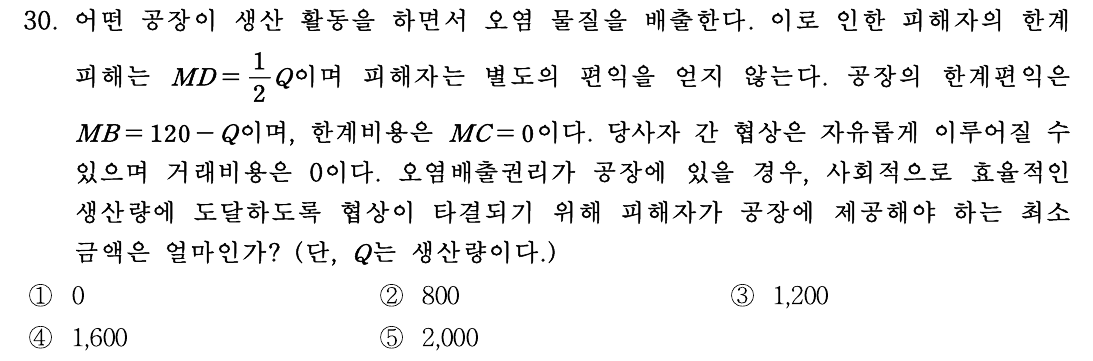 30. 어떤 공장이 생산 활동을 하면서 오염 물질을 배출한다. 이로 인한 피해자의 한계
피해는 MD = 1/2 Q이며 피해자는 별도의 편익을 얻지 않는다. 공장의 한계편익은
MB = 120 − Q이며, 한계비용은 MC = 0이다. 당사자 간 협상은 자유롭게 이루어질 수
있으며 거래비용은 0이다. 오염배출권리가 공장에 있을 경우, 사회적으로 효율적인
생산량에 도달하도록 협상이 타결되기 위해 피해자가 공장에 제공해야 하는 최소
금액은 얼마인가? (단, Q는 생산량이다.)
① 0 ② 800 ③ 1,200
④ 1,600 ⑤ 2,000